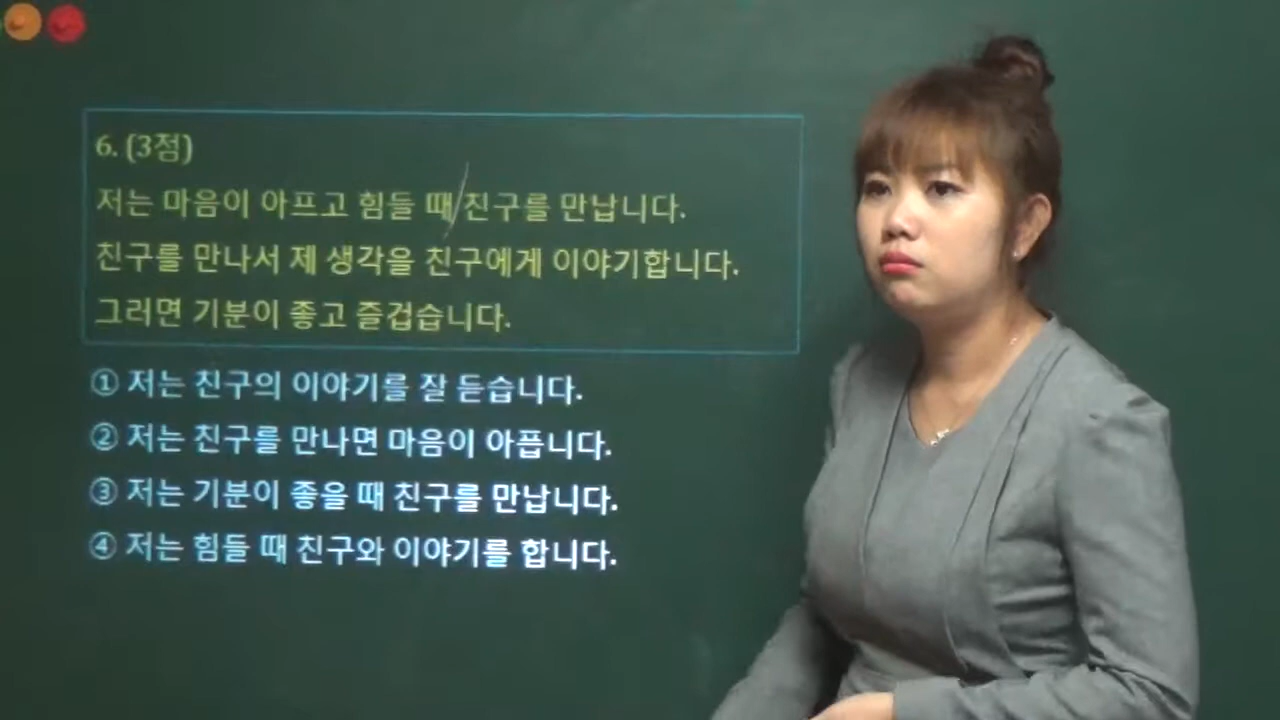 6. (3점)
저는 마음이 아프고 힘들 때 친구를 만납니다.
친구를 만나서 제 생각을 친구에게 이야기합니다.
그러면 기분이 좋고 즐겁습니다.
① 저는 친구의 이야기를 잘 듣습니다.
② 저는 친구를 만나면 마음이 아픕니다.
③ 저는 기분이 좋을 때 친구를 만납니다.
④ 저는 힘들 때 친구와 이야기를 합니다.